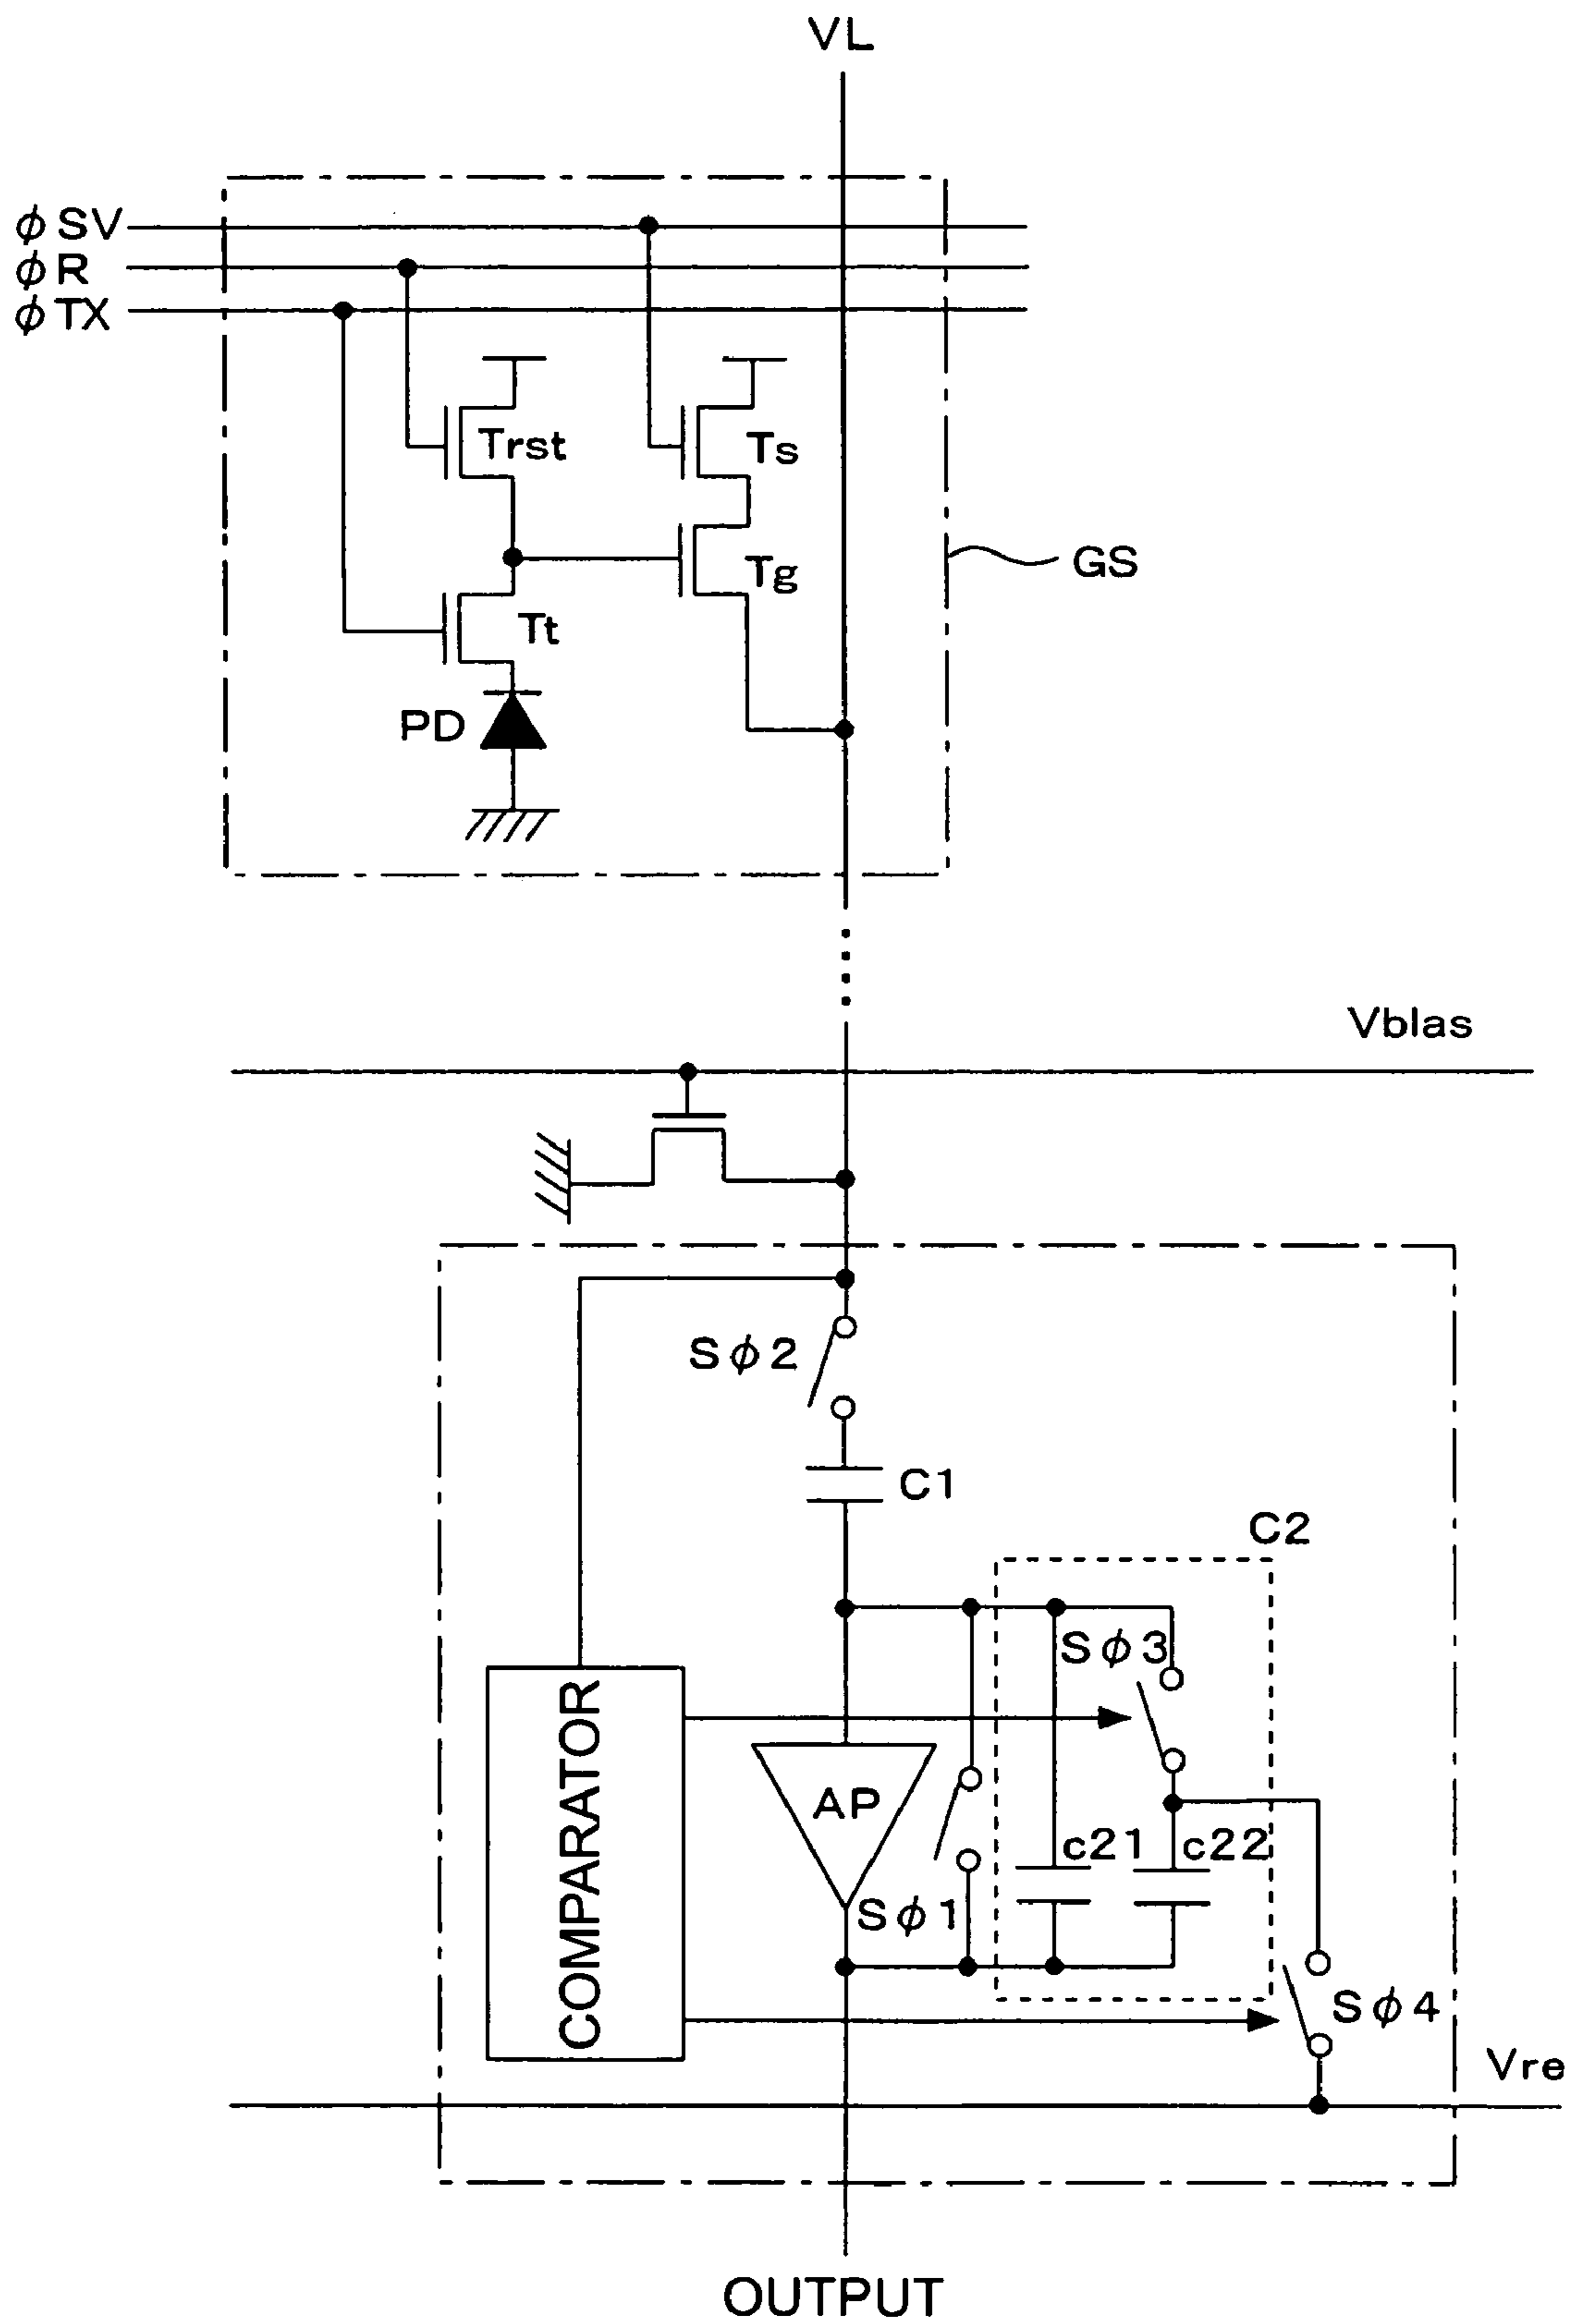 VL
φSV
φR
φTX
Trst
Ts
Tg
GS
Tt
PD
Vblas
Sφ2
C1
C2
Sφ3
COMPARATOR
AP
c21
c22
Sφ1
Sφ4
Vre
OUTPUT